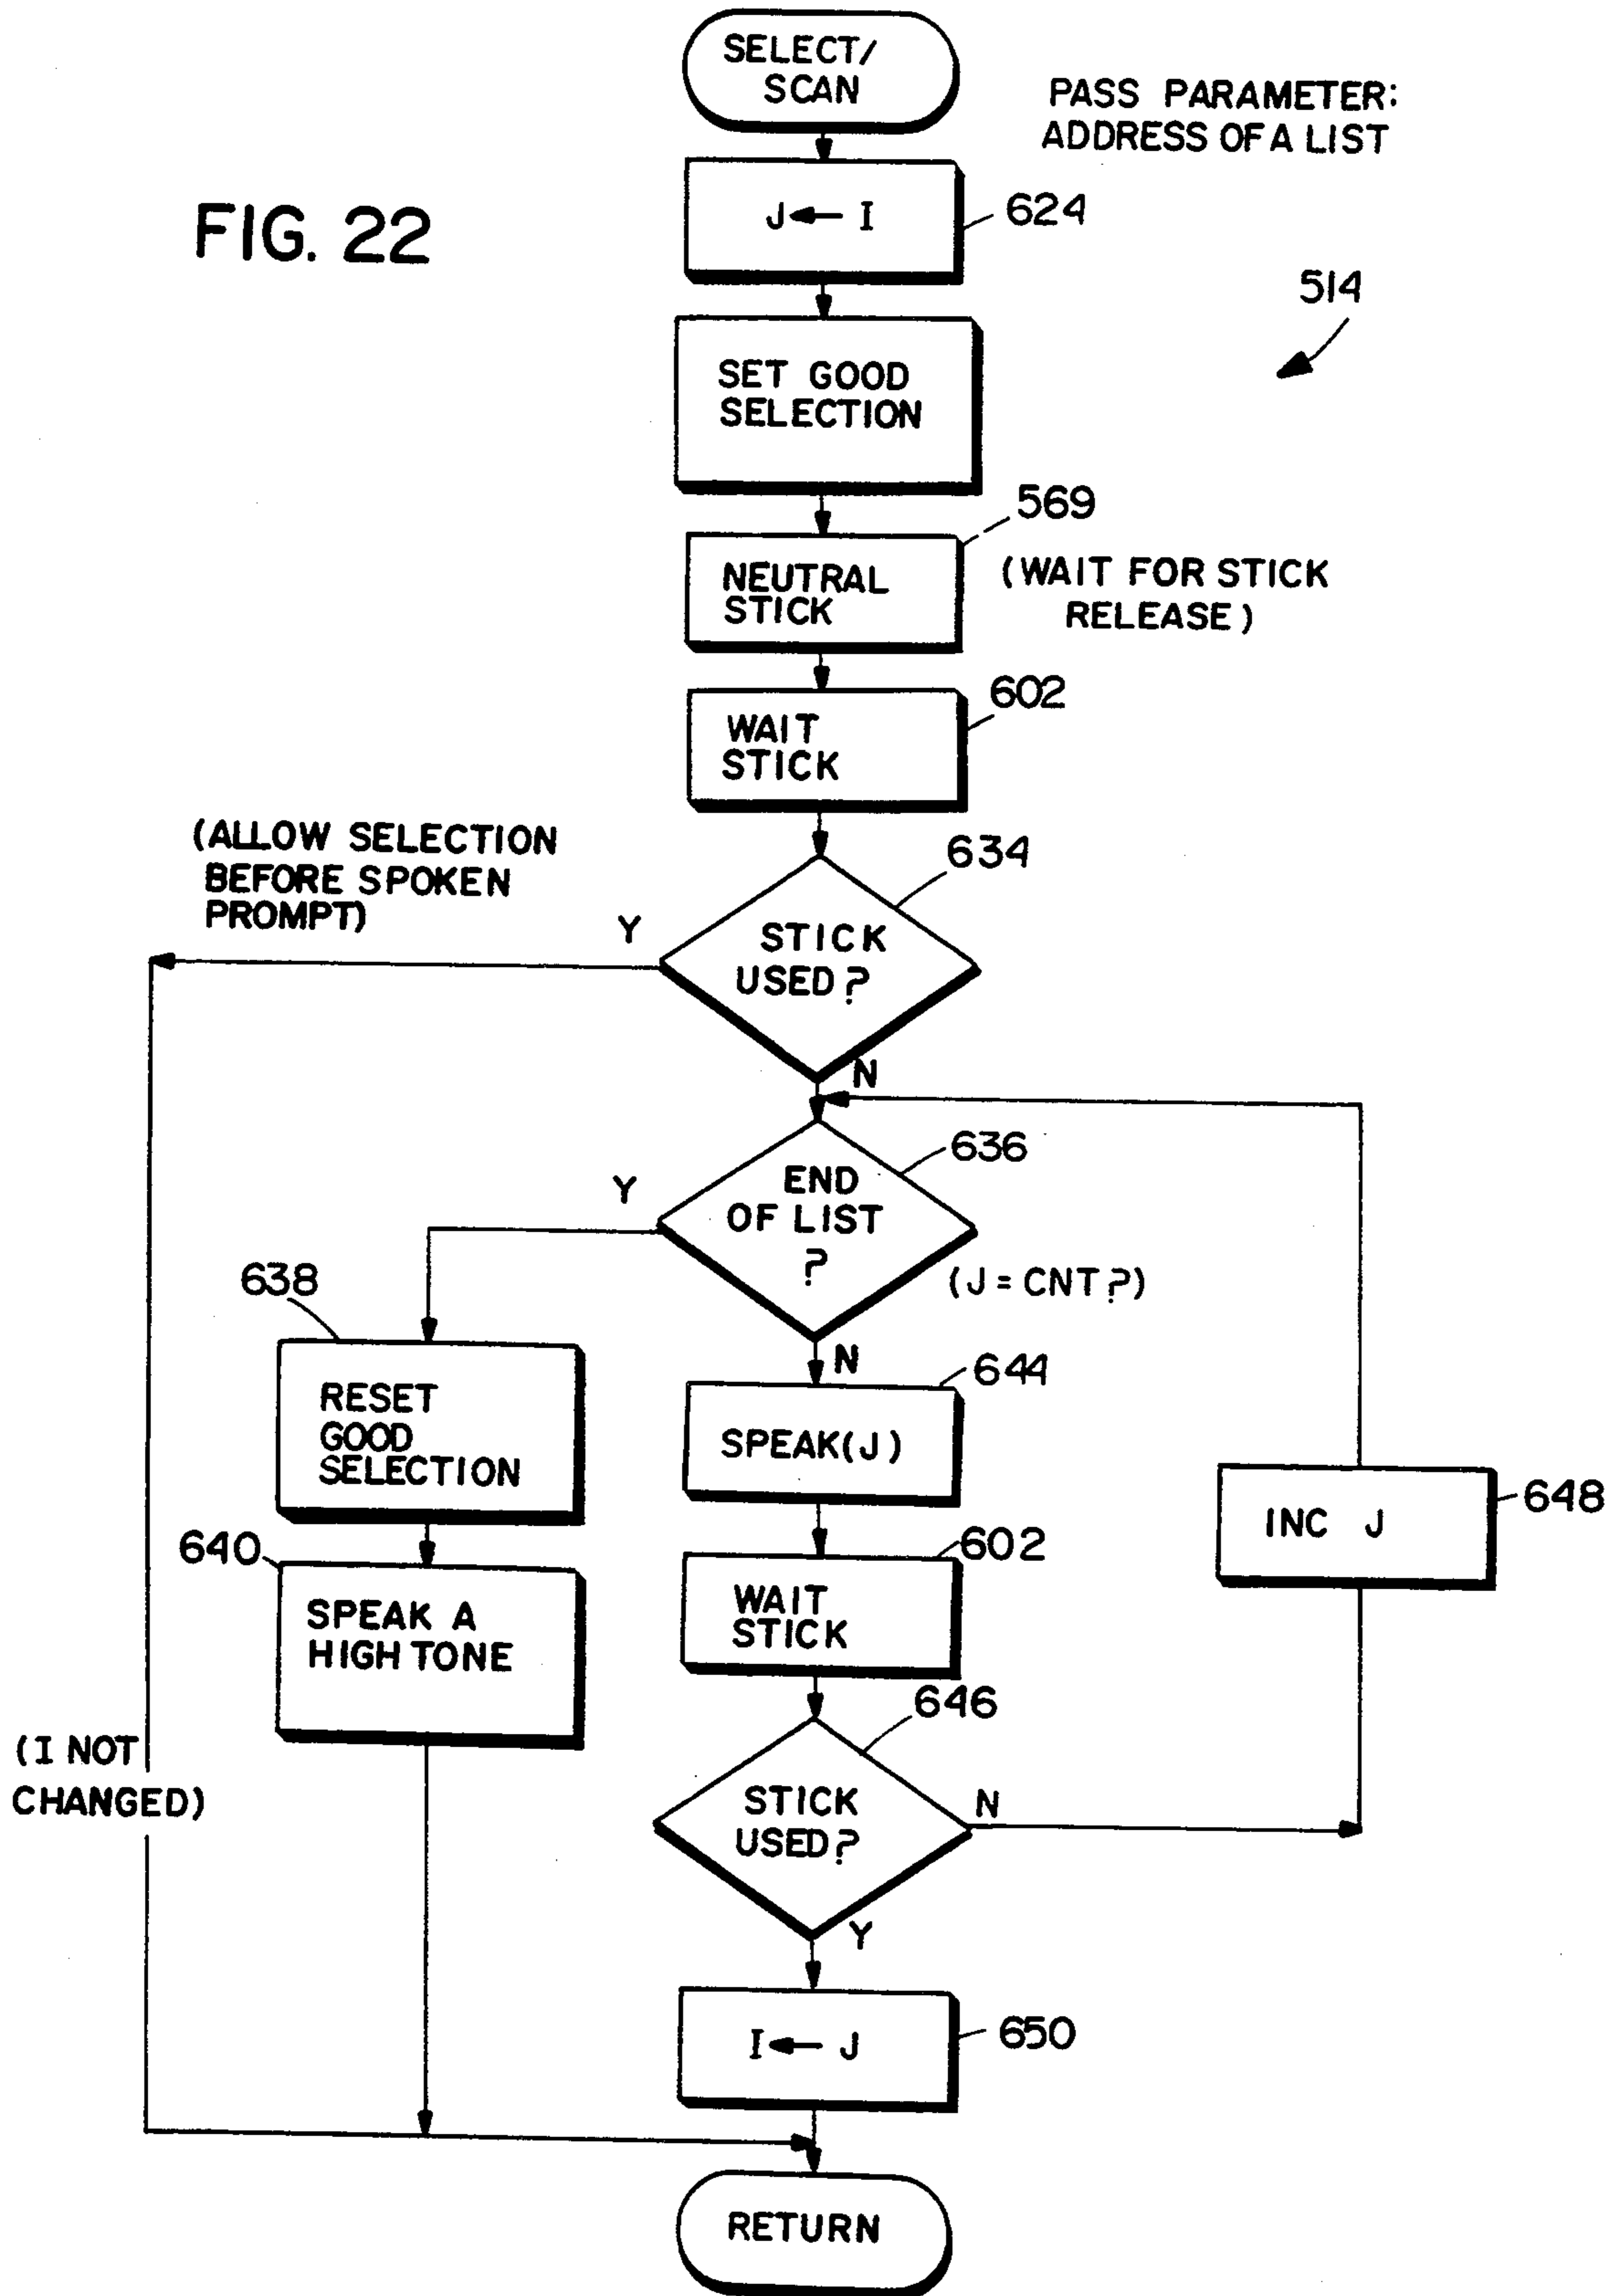 SELECT/
SCAN
PASS PARAMETER:
ADDRESS OF A LIST
FIG. 22
J ← I
624
514
SET GOOD
SELECTION
569
NEUTRAL
STICK
(WAIT FOR STICK
RELEASE)
602
WAIT
STICK
(ALLOW SELECTION
BEFORE SPOKEN
PROMPT)
634
Y
STICK
USED?
N
636
Y
END
OF LIST
?
(J = CNT?)
638
N
644
RESET
GOOD
SELECTION
SPEAK(J)
INC J
648
640
602
SPEAK A
HIGH TONE
WAIT
STICK
646
(I NOT
CHANGED)
STICK
USED?
N
Y
I ← J
650
RETURN